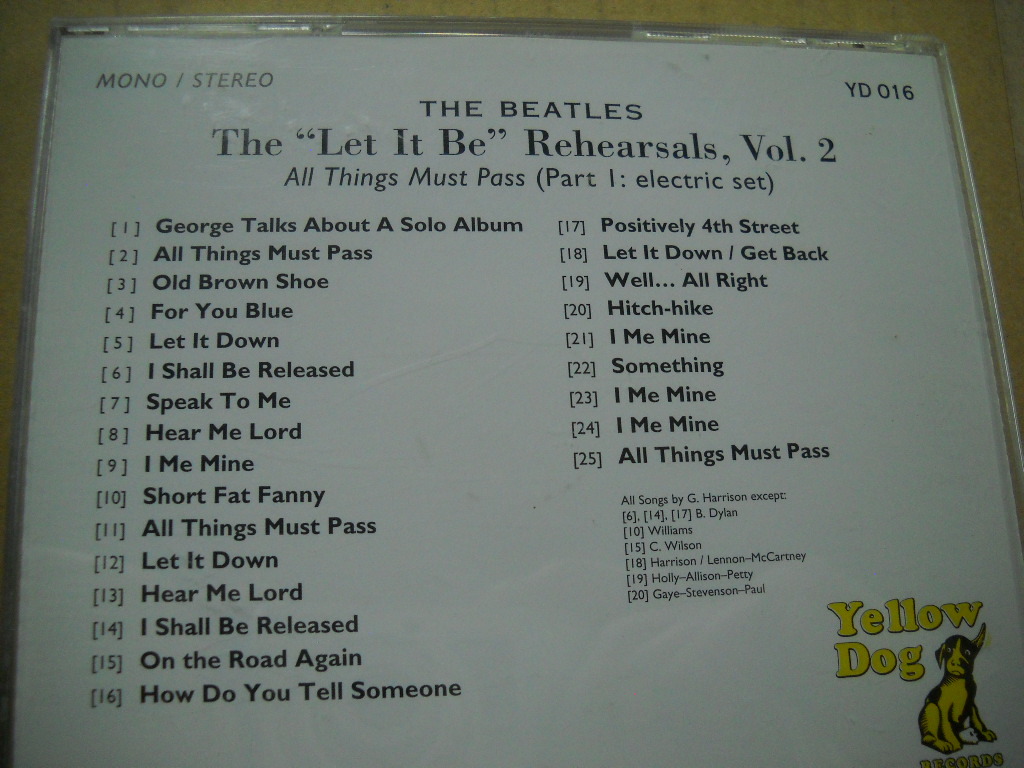 MONO / STEREO
YD 016
THE BEATLES
The “Let It Be” Rehearsals, Vol. 2
All Things Must Pass (Part 1: electric set)
[1] George Talks About A Solo Album
[2] All Things Must Pass
[3] Old Brown Shoe
[4] For You Blue
[5] Let It Down
[6] I Shall Be Released
[7] Speak To Me
[8] Hear Me Lord
[9] I Me Mine
[10] Short Fat Fanny
[11] All Things Must Pass
[12] Let It Down
[13] Hear Me Lord
[14] I Shall Be Released
[15] On the Road Again
[16] How Do You Tell Someone
[17] Positively 4th Street
[18] Let It Down / Get Back
[19] Well... All Right
[20] Hitch-hike
[21] I Me Mine
[22] Something
[23] I Me Mine
[24] I Me Mine
[25] All Things Must Pass
All Songs by G. Harrison except:
[6], [14], [17] B. Dylan
[10] Williams
[15] C. Wilson
[18] Harrison / Lennon–McCartney
[19] Holly–Allison–Petty
[20] Gaye–Stevenson–Paul
Yellow
Dog
RECORDS